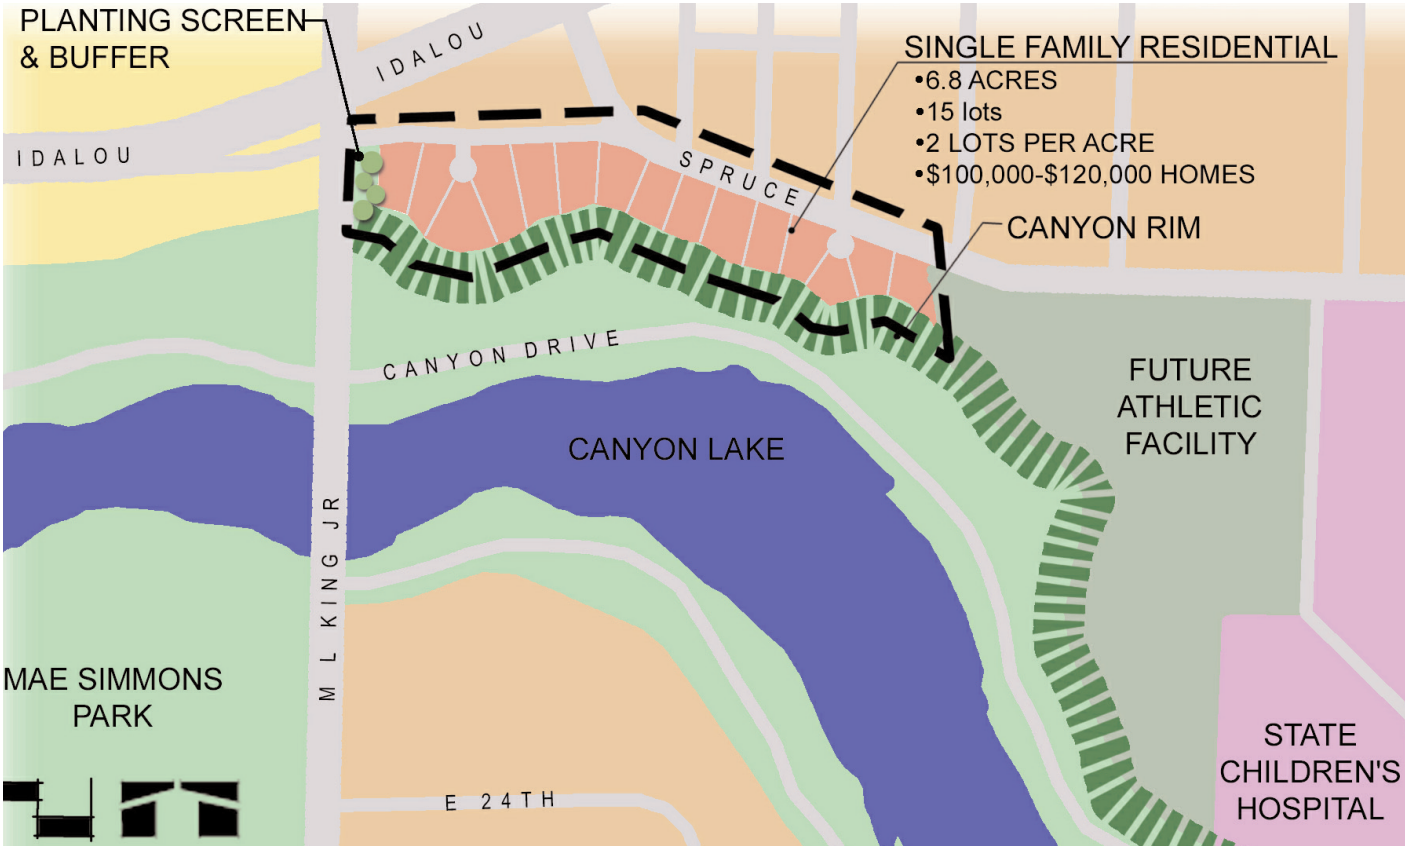 PLANTING SCREEN
& BUFFER
IDALOU
IDALOU
SINGLE FAMILY RESIDENTIAL
•6.8 ACRES
•15 lots
•2 LOTS PER ACRE
•$100,000-$120,000 HOMES
SPRUCE
CANYON RIM
CANYON DRIVE
FUTURE
ATHLETIC
FACILITY
CANYON LAKE
M L KING JR
MAE SIMMONS
PARK
E 24TH
STATE
CHILDREN'S
HOSPITAL